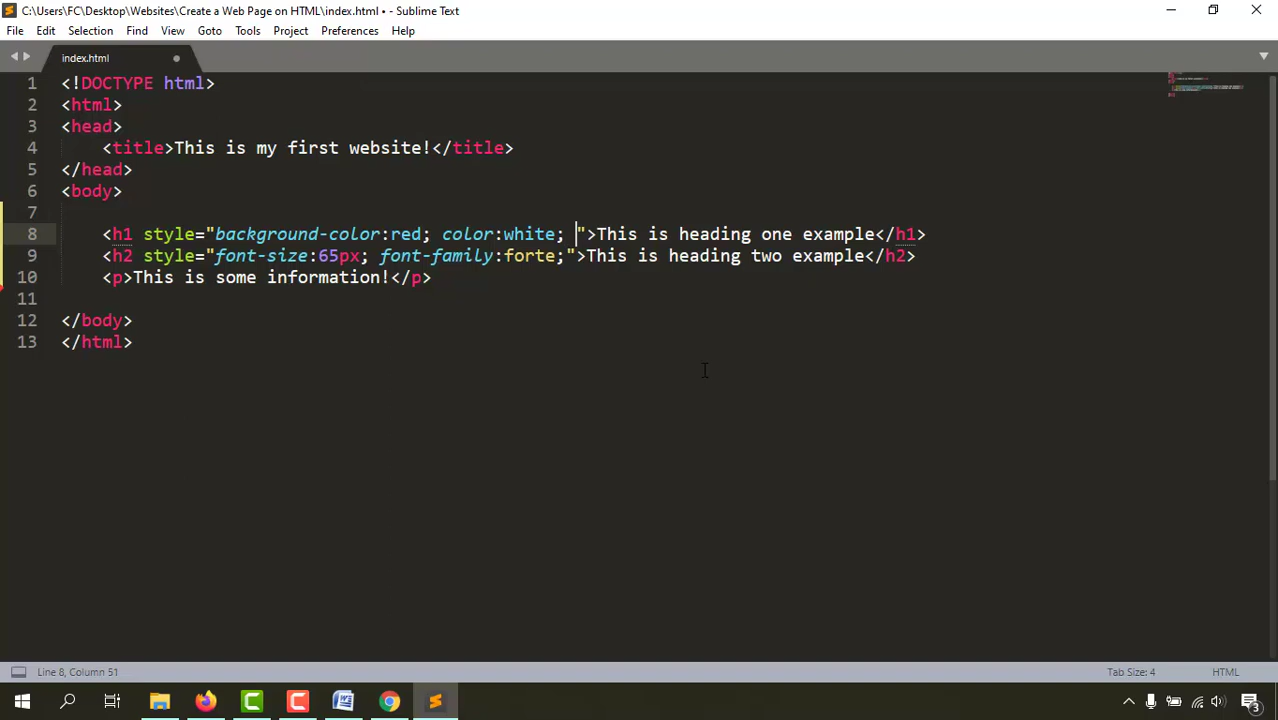 C:\Users\FC\Desktop\Websites\Create a Web Page on HTML\index.html • - Sublime Text
File Edit Selection Find View Goto Tools Project Preferences Help
index.html
1 <!DOCTYPE html>
2 <html>
3 <head>
4 <title>This is my first website!</title>
5 </head>
6 <body>
7
8 <h1 style="background-color:red; color:white; ">This is heading one example</h1>
9 <h2 style="font-size:65px; font-family:forte;">This is heading two example</h2>
10 <p>This is some information!</p>
11
12 </body>
13 </html>
Line 8, Column 51 Tab Size: 4 HTML
3